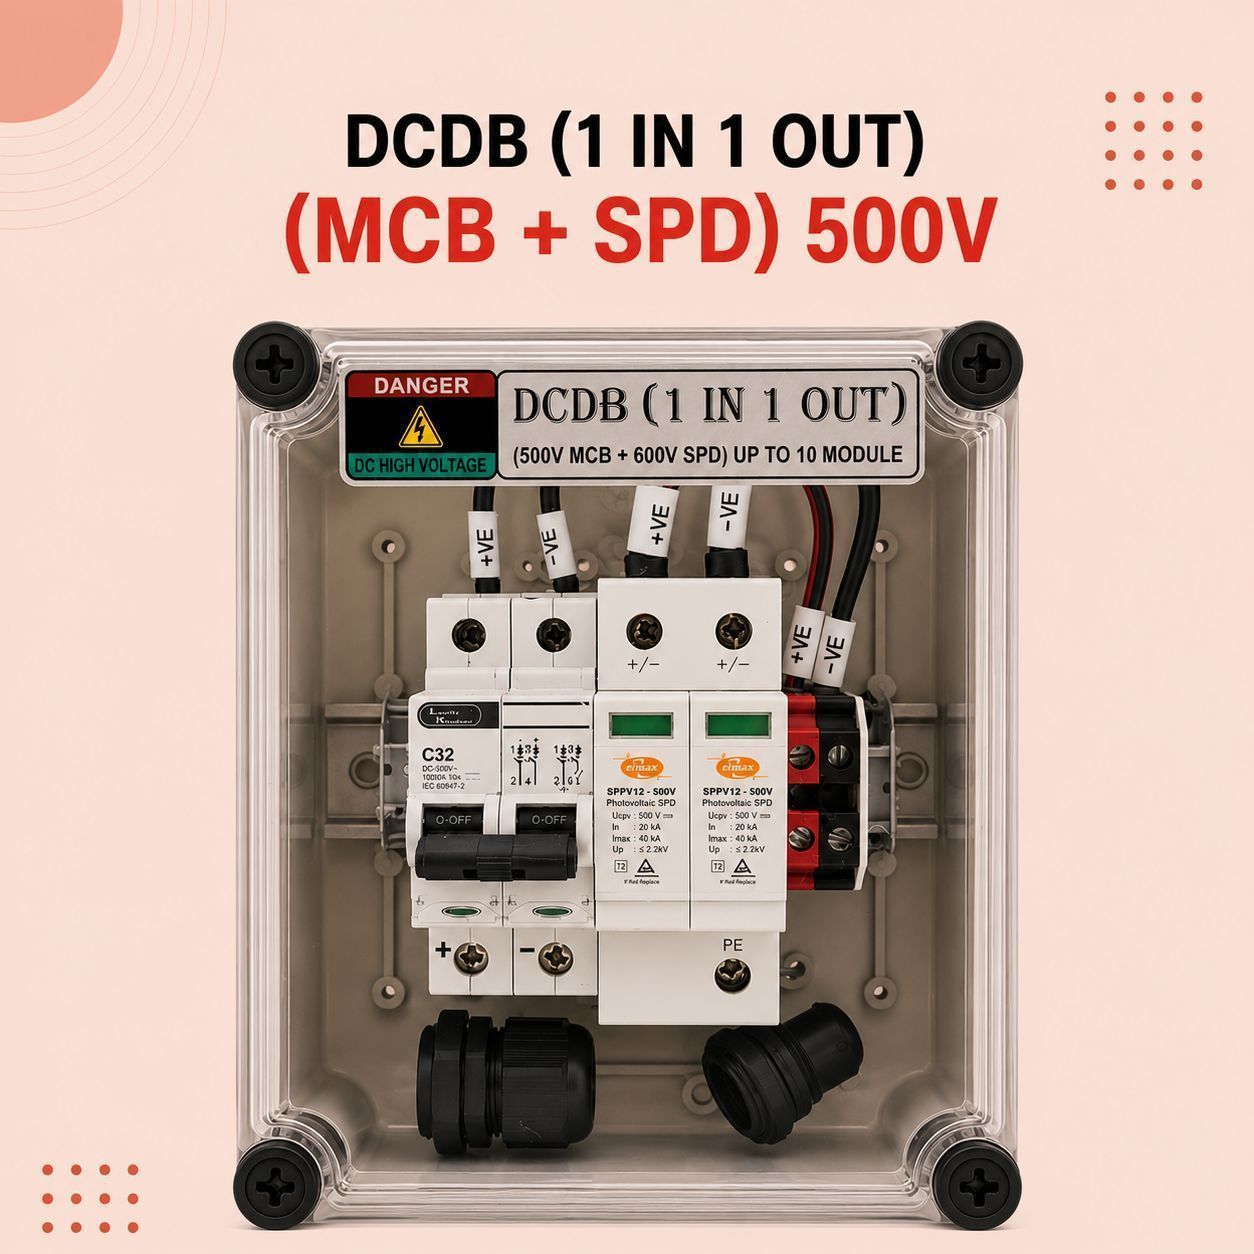 DCDB (1 IN 1 OUT)
(MCB + SPD) 500V
DANGER
DC HIGH VOLTAGE
DCDB (1 IN 1 OUT)
(500V MCB + 600V SPD) UP TO 10 MODULE
+VE
-VE
+VE
-VE
+VE
-VE
+/-
+/-
C32
IEC 60947-2
O-OFF
O-OFF
+
-
elmax
SPPV12 - 500V
Photovoltaic SPD
Ucpv : 500 V
In : 20 kA
Imax : 40 kA
Up : ≤ 2.2kV
T2
elmax
SPPV12 - 500V
Photovoltaic SPD
Ucpv : 500 V
In : 20 kA
Imax : 40 kA
Up : ≤ 2.2kV
T2
PE